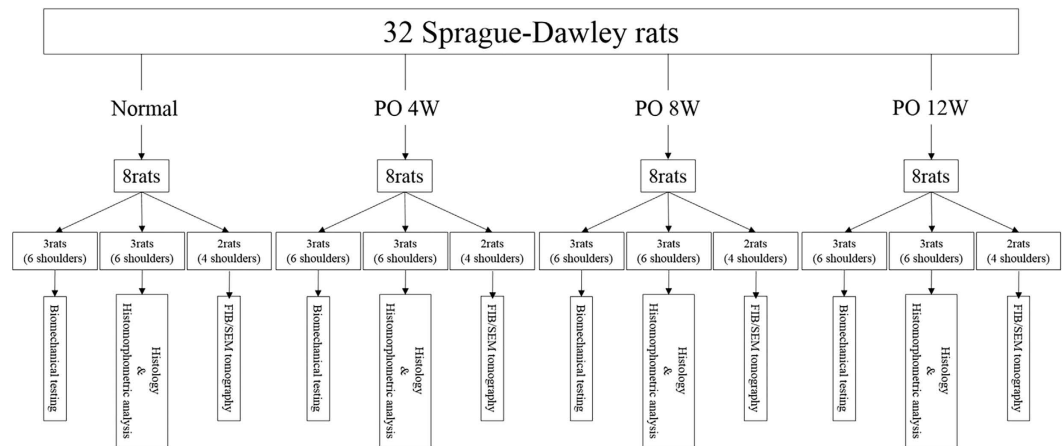 32 Sprague-Dawley rats
Normal
PO 4W
PO 8W
PO 12W
8rats
8rats
8rats
8rats
3rats
(6 shoulders)
3rats
(6 shoulders)
2rats
(4 shoulders)
3rats
(6 shoulders)
3rats
(6 shoulders)
2rats
(4 shoulders)
3rats
(6 shoulders)
3rats
(6 shoulders)
2rats
(4 shoulders)
3rats
(6 shoulders)
3rats
(6 shoulders)
2rats
(4 shoulders)
Biomechanical testing
Histology
&
Histomorphometric analysis
FIB/SEM tomography
Biomechanical testing
Histology
&
Histomorphometric analysis
FIB/SEM tomography
Biomechanical testing
Histology
&
Histomorphometric analysis
FIB/SEM tomography
Biomechanical testing
Histology
&
Histomorphometric analysis
FIB/SEM tomography